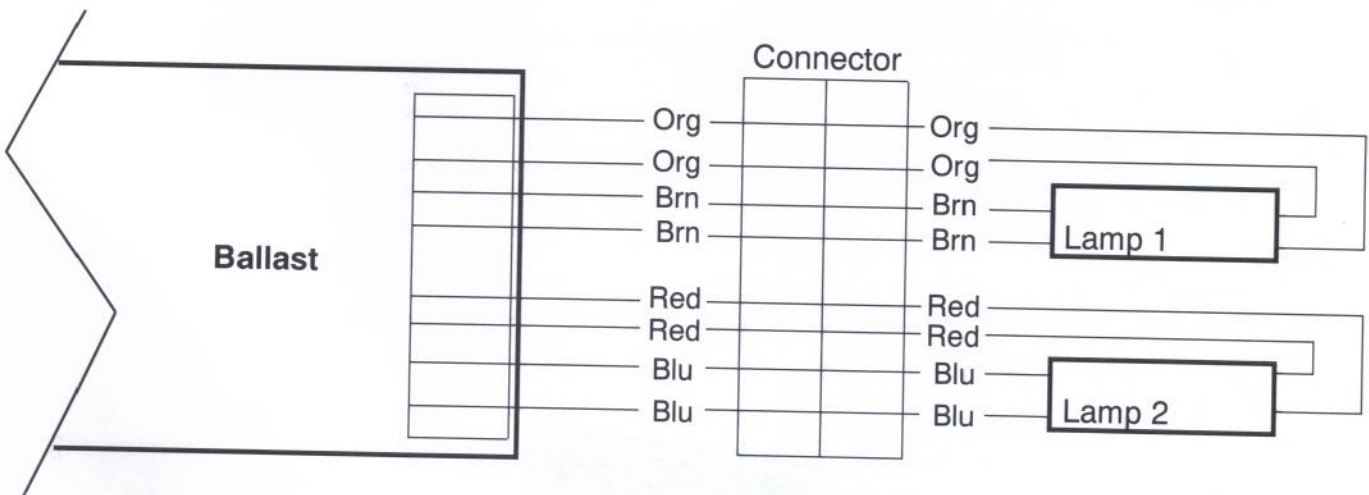 Connector
Org Org
Org Org
Brn Brn
Brn Brn
Ballast
Lamp 1
Red Red
Red Red
Blu Blu
Blu Blu
Lamp 2